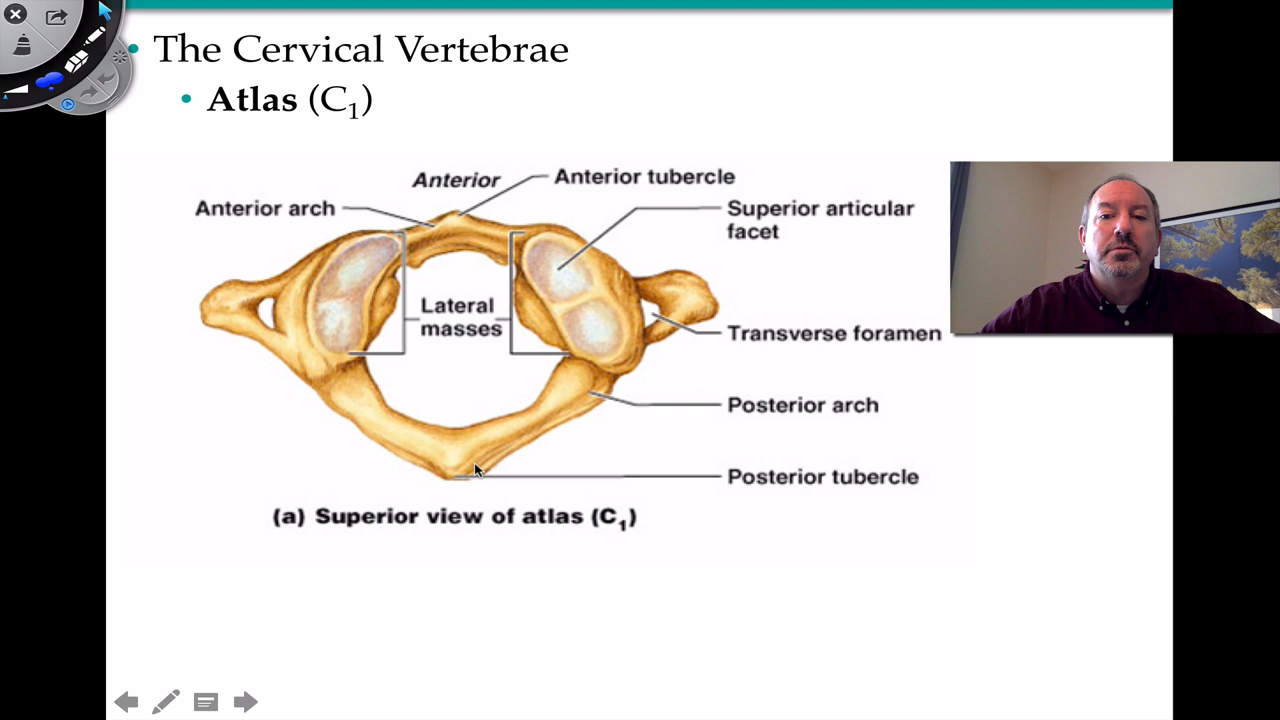 The Cervical Vertebrae
Atlas (C1)
Anterior
Anterior tubercle
Anterior arch
Superior articular
facet
Lateral
masses
Transverse foramen
Posterior arch
Posterior tubercle
(a) Superior view of atlas (C1)